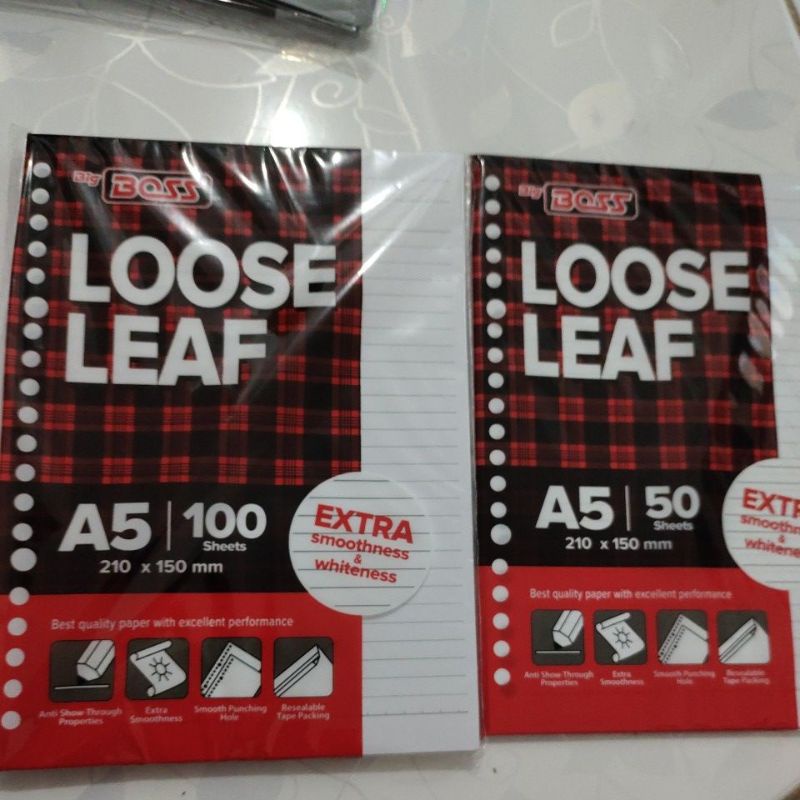 Big BOSS
LOOSE
LEAF
A5 | 100
Sheets
210 x 150 mm
EXTRA
smoothness
&
whiteness
Best quality paper with excellent performance
Anti Show-Through
Properties
Extra
Smoothness
Smooth Punching
Hole
Resealable
Tape Packing
Big BOSS
LOOSE
LEAF
A5 | 50
Sheets
210 x 150 mm
EXT
smoothn
&
whitene
Best quality paper with excellent performance
Anti Show-Through
Properties
Extra
Smoothness
Smooth Punching
Hole
Resealable
Tape Packing